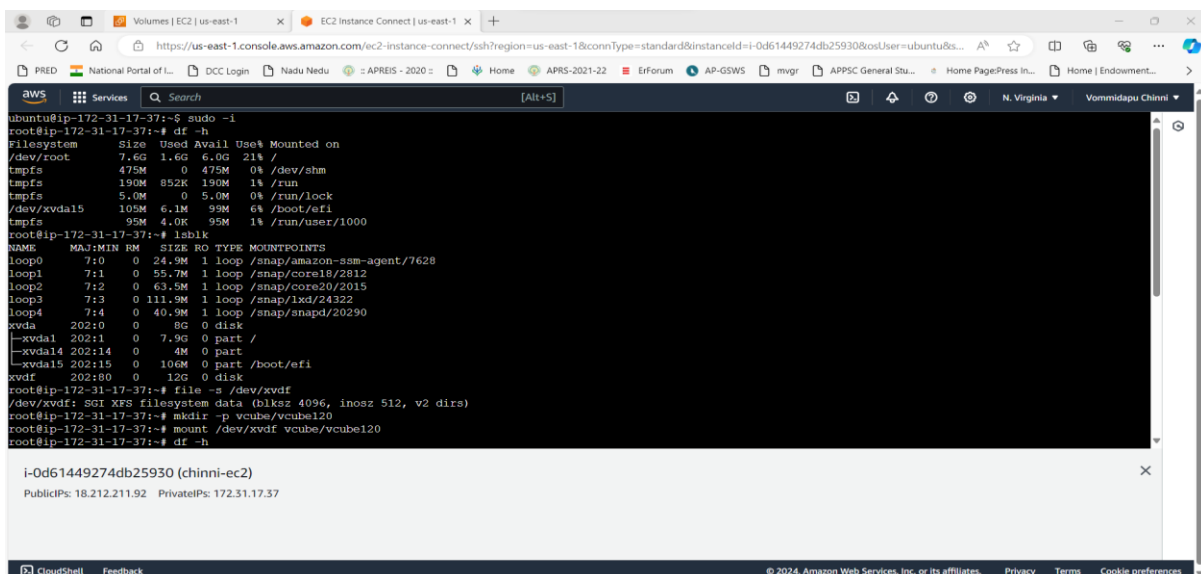 Volumes | EC2 | us-east-1
EC2 Instance Connect | us-east-1
https://us-east-1.console.aws.amazon.com/ec2-instance-connect/ssh?region=us-east-1&connType=standard&instanceId=i-0d61449274db25930&osUser=ubuntu&s...
PRED National Portal of I... DCC Login Nadu Nedu :: APREIS - 2020 :: Home APRS-2021-22 ErForum AP-GSWS mvgr APPSC General Stu... Home Page:Press In... Home | Endowment...
aws Services Search [Alt+S] N. Virginia Vommidapu Chinni
ubuntu@ip-172-31-17-37:~$ sudo -i
root@ip-172-31-17-37:~# df -h
Filesystem Size Used Avail Use% Mounted on
/dev/root 7.6G 1.6G 6.0G 21% /
tmpfs 475M 0 475M 0% /dev/shm
tmpfs 190M 852K 190M 1% /run
tmpfs 5.0M 0 5.0M 0% /run/lock
/dev/xvda15 105M 6.1M 99M 6% /boot/efi
tmpfs 95M 4.0K 95M 1% /run/user/1000
root@ip-172-31-17-37:~# lsblk
NAME MAJ:MIN RM SIZE RO TYPE MOUNTPOINTS
loop0 7:0 0 24.9M 1 loop /snap/amazon-ssm-agent/7628
loop1 7:1 0 55.7M 1 loop /snap/core18/2812
loop2 7:2 0 63.5M 1 loop /snap/core20/2015
loop3 7:3 0 111.9M 1 loop /snap/lxd/24322
loop4 7:4 0 40.9M 1 loop /snap/snapd/20290
xvda 202:0 0 8G 0 disk
├─xvda1 202:1 0 7.9G 0 part /
├─xvda14 202:14 0 4M 0 part
└─xvda15 202:15 0 106M 0 part /boot/efi
xvdf 202:80 0 12G 0 disk
root@ip-172-31-17-37:~# file -s /dev/xvdf
/dev/xvdf: SGI XFS filesystem data (blksz 4096, inosz 512, v2 dirs)
root@ip-172-31-17-37:~# mkdir -p vcube/vcube120
root@ip-172-31-17-37:~# mount /dev/xvdf vcube/vcube120
root@ip-172-31-17-37:~# df -h
i-0d61449274db25930 (chinni-ec2)
PublicIPs: 18.212.211.92 PrivateIPs: 172.31.17.37
CloudShell Feedback © 2024, Amazon Web Services, Inc. or its affiliates. Privacy Terms Cookie preferences